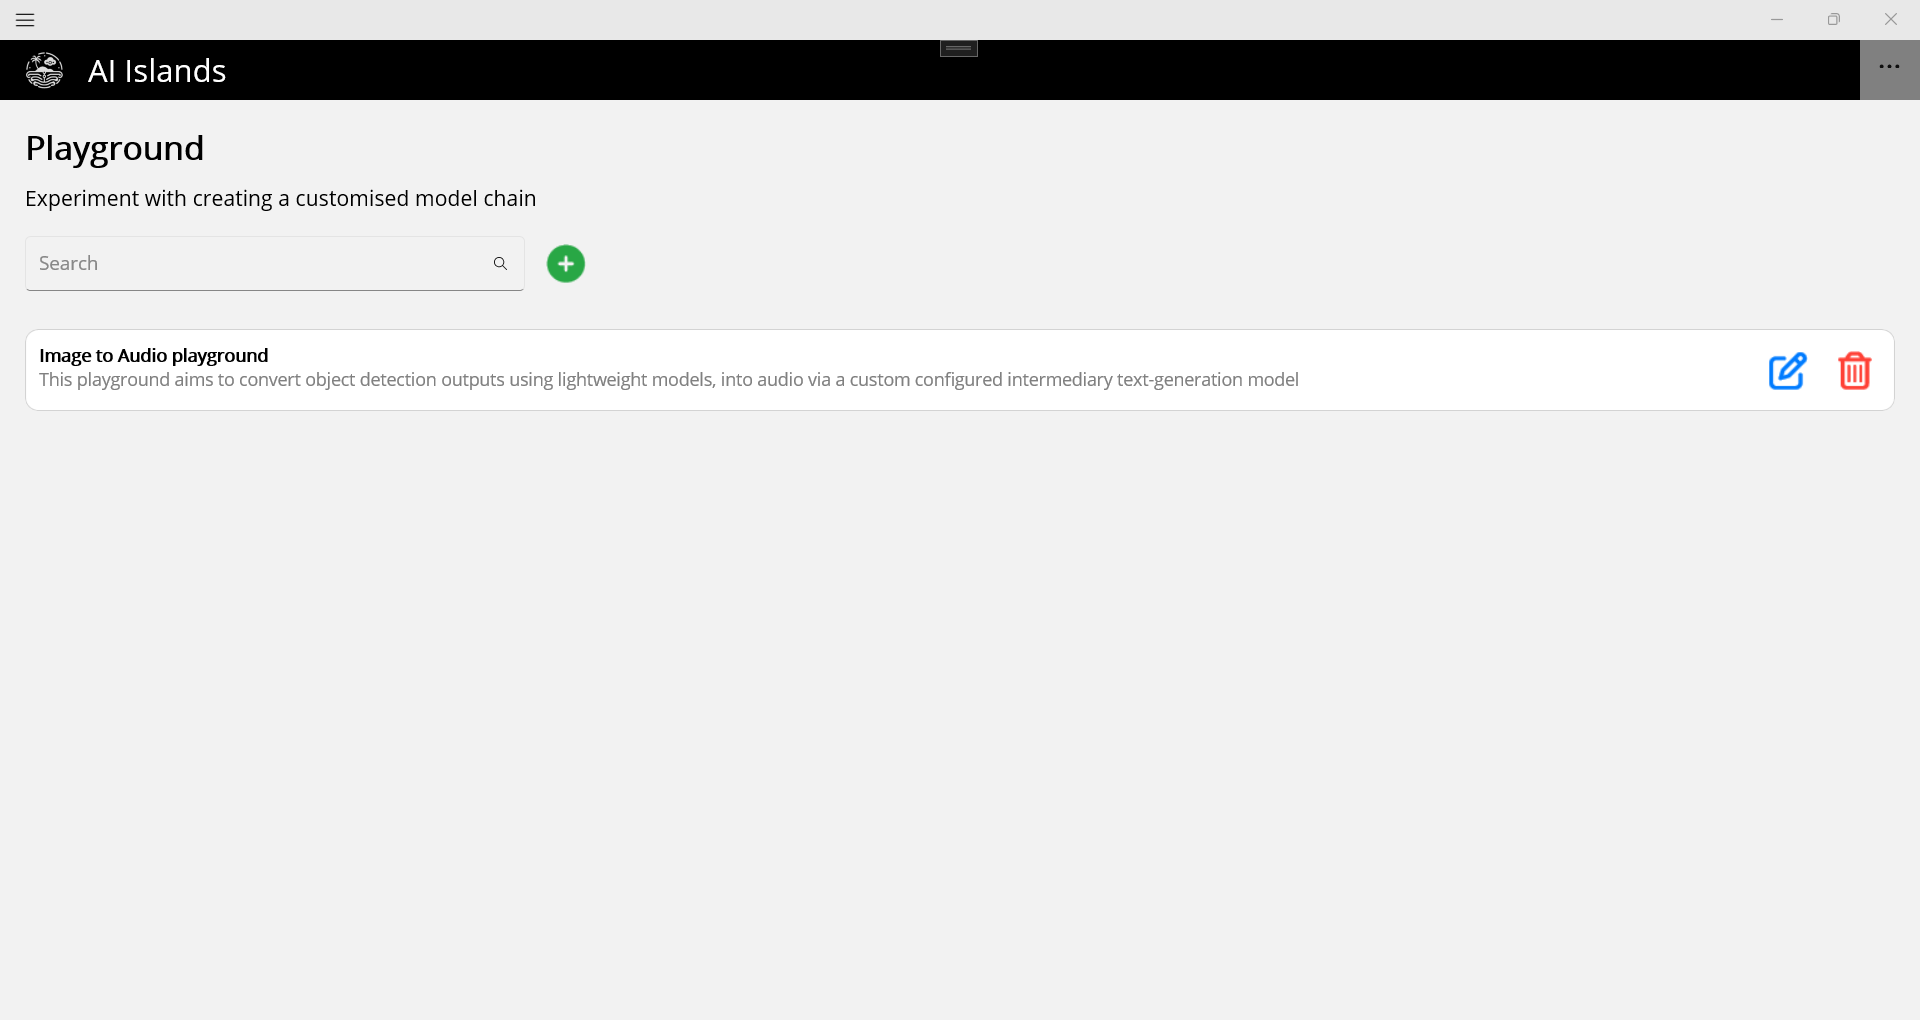 AI Islands
Playground
Experiment with creating a customised model chain
Search
Image to Audio playground
This playground aims to convert object detection outputs using lightweight models, into audio via a custom configured intermediary text-generation model